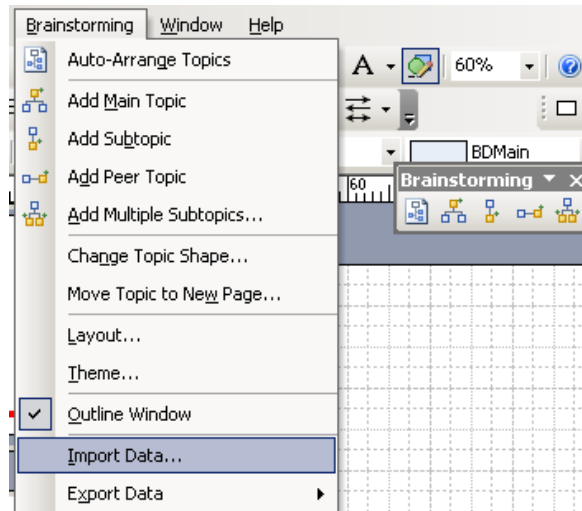 Brainstorming Window Help
Auto-Arrange Topics
A 60%
Add Main Topic
Add Subtopic
BDMain
Add Peer Topic
60 Brainstorming
Add Multiple Subtopics...
Change Topic Shape...
Move Topic to New Page...
Layout...
Theme...
Outline Window
Import Data...
Export Data